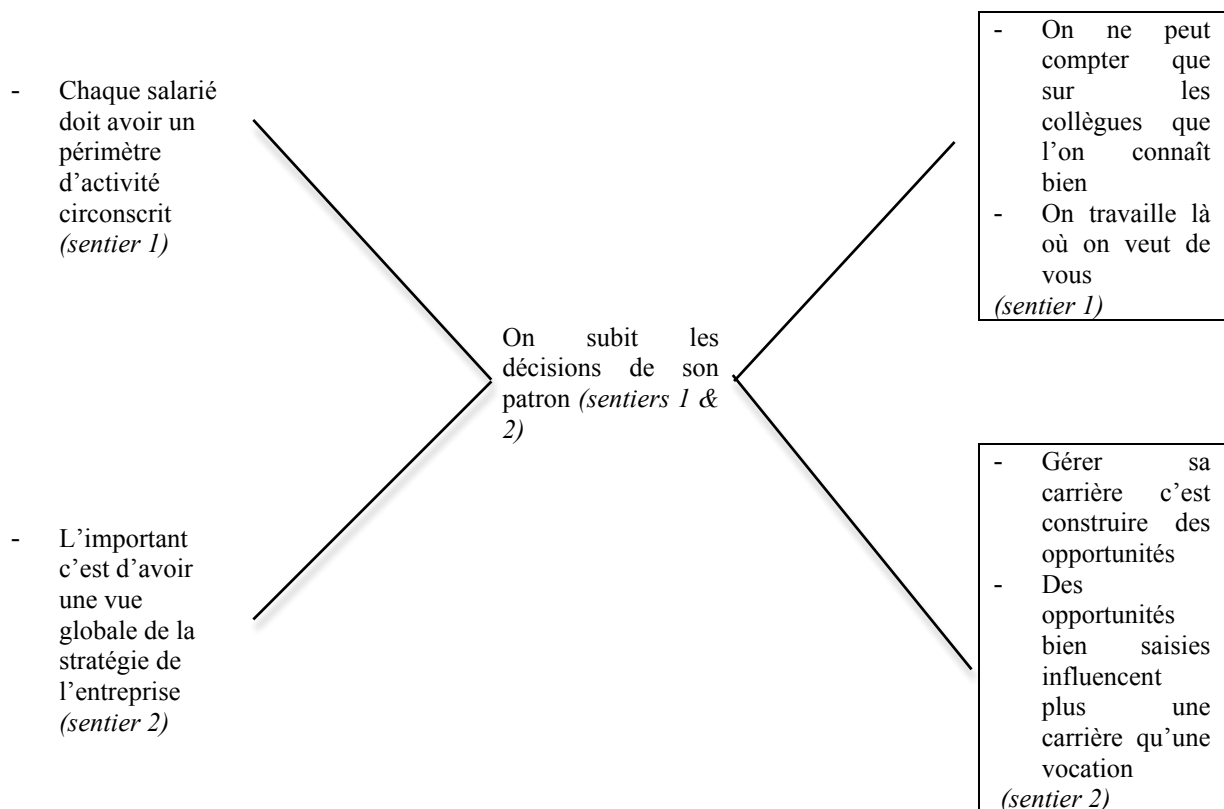 - Chaque salarié
doit avoir un
périmètre
d’activité
circonscrit
(sentier 1)
- L’important
c’est d’avoir
une vue
globale de la
stratégie de
l’entreprise
(sentier 2)
On subit les
décisions de son
patron (sentiers 1 &
2)
- On ne peut
compter que
sur les
collègues que
l’on connaît
bien
- On travaille là
où on veut de
vous
(sentier 1)
- Gérer sa
carrière c’est
construire des
opportunités
- Des
opportunités
bien saisies
influencent
plus une
carrière qu’une
vocation
(sentier 2)